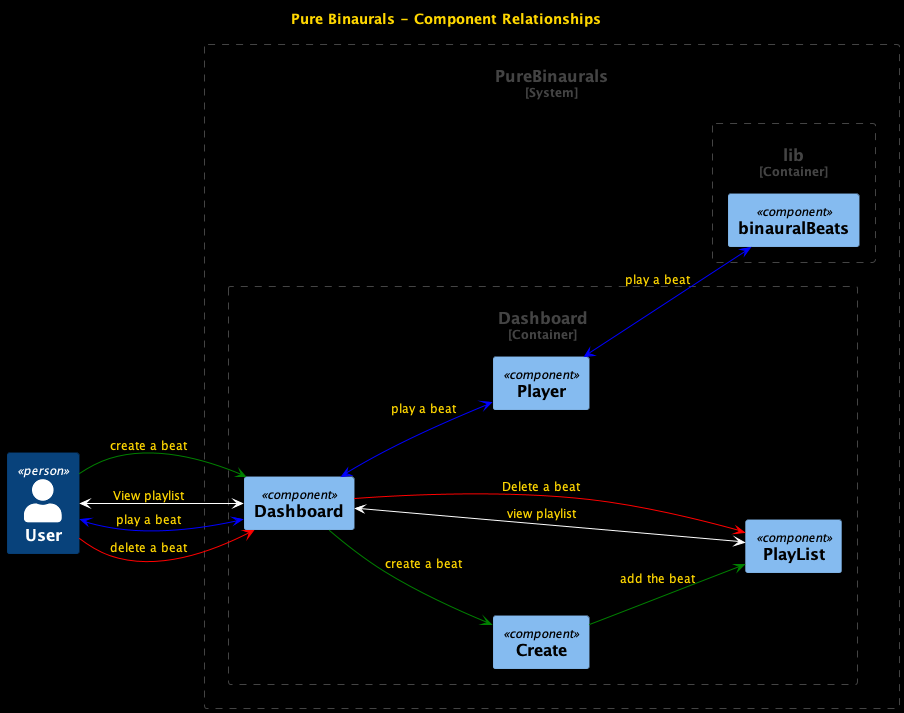 Pure Binaurals - Component Relationships
PureBinaurals
[System]
lib
[Container]
«component»
binauralBeats
play a beat
Dashboard
[Container]
«component»
Player
play a beat
create a beat
«person»
User
View playlist
play a beat
delete a beat
«component»
Dashboard
Delete a beat
view playlist
«component»
PlayList
create a beat
add the beat
«component»
Create